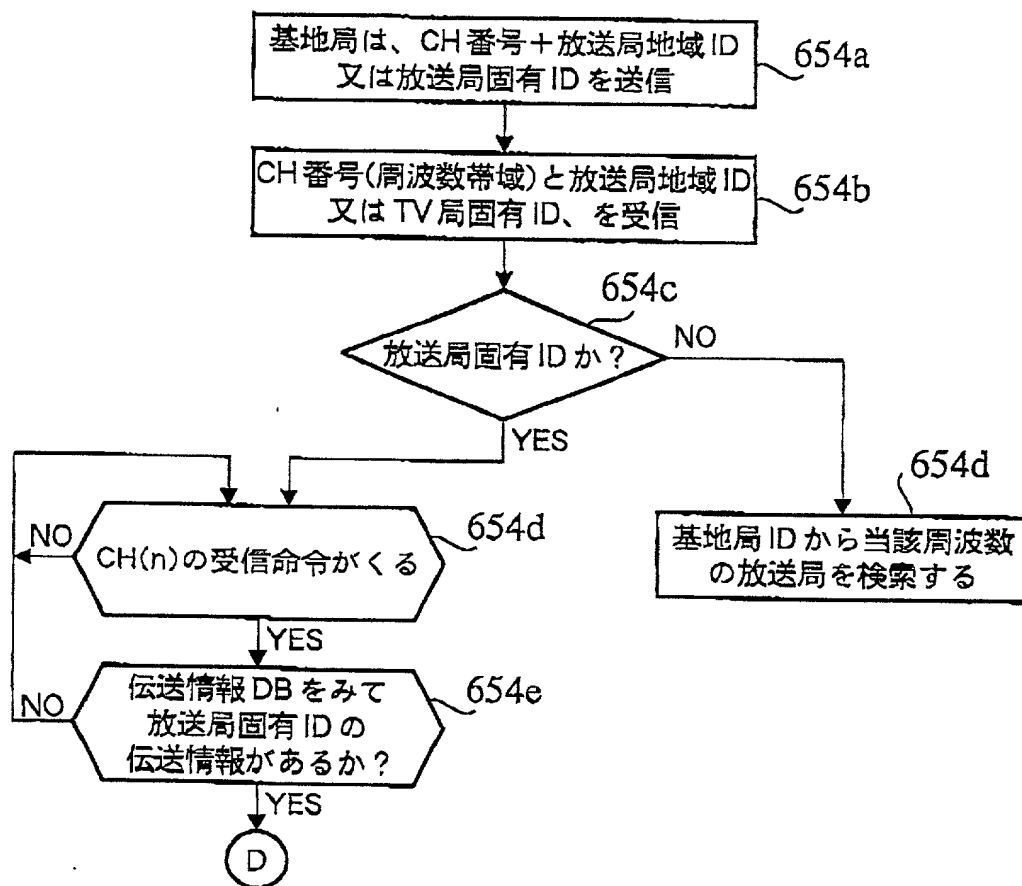 基地局は、CH番号＋放送局地域ID
又は放送局固有IDを送信
654a
CH番号(周波数帯域)と放送局地域ID
又はTV局固有ID、を受信
654b
654c
放送局固有IDか？
NO
YES
654d
NO
CH(n)の受信命令がくる
654d
基地局IDから当該周波数
の放送局を検索する
YES
NO
伝送情報DBをみて
放送局固有IDの
伝送情報があるか？
654e
YES
D